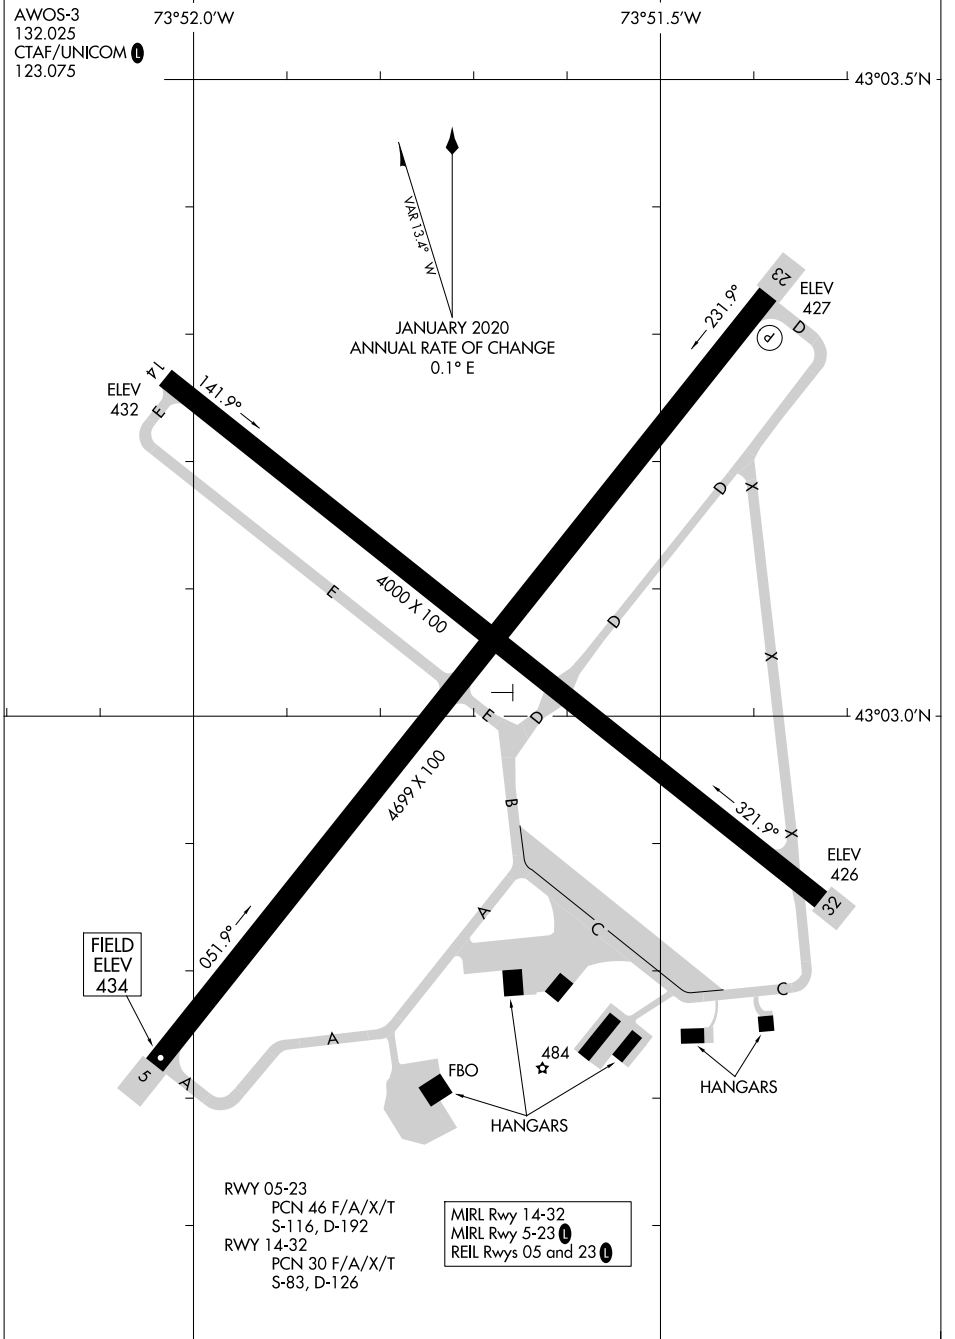 AWOS-3
132.025
CTAF/UNICOM L
123.075
73°52.0'W
73°51.5'W
43°03.5'N
VAR 13.4° W
JANUARY 2020
ANNUAL RATE OF CHANGE
0.1° E
23
ELEV
427
231.9°
P
D
14
ELEV
432
141.9°
E
D
X
E
4000 X 100
D
X
E
D
43°03.0'N
4699 X 100
B
321.9°
X
ELEV
426
32
A
C
051.9°
FIELD
ELEV
434
C
A
5
A
FBO
484
HANGARS
HANGARS
RWY 05-23
PCN 46 F/A/X/T
S-116, D-192
RWY 14-32
PCN 30 F/A/X/T
S-83, D-126
MIRL Rwy 14-32
MIRL Rwy 5-23 L
REIL Rwys 05 and 23 L